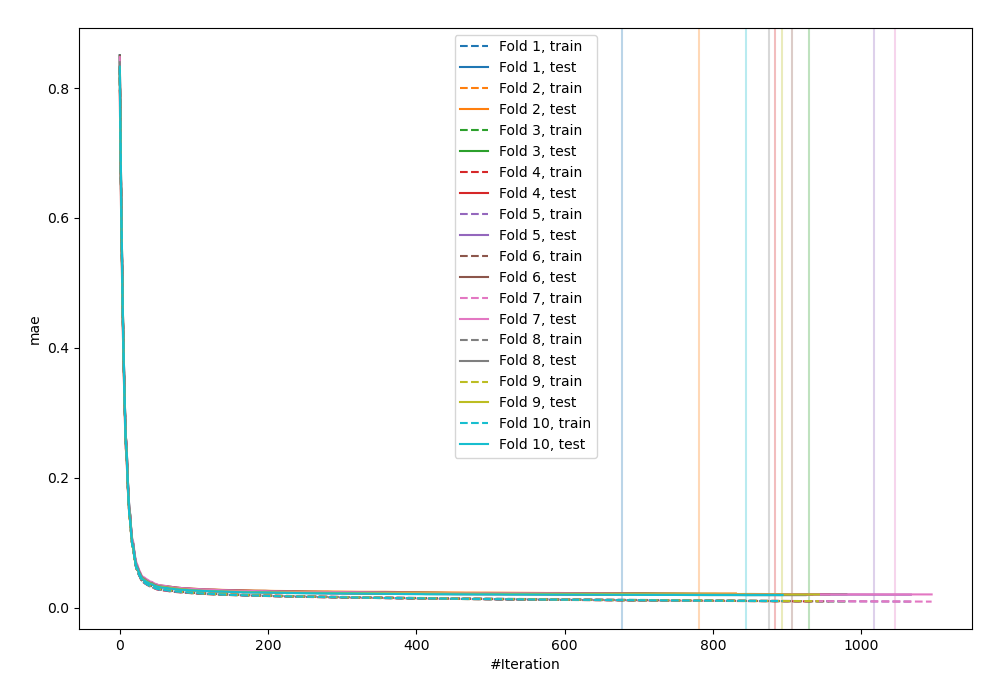 0.8
0.6
0.4
0.2
0.0
mae
0 200 400 600 800 1000
#Iteration
Fold 1, train
Fold 1, test
Fold 2, train
Fold 2, test
Fold 3, train
Fold 3, test
Fold 4, train
Fold 4, test
Fold 5, train
Fold 5, test
Fold 6, train
Fold 6, test
Fold 7, train
Fold 7, test
Fold 8, train
Fold 8, test
Fold 9, train
Fold 9, test
Fold 10, train
Fold 10, test